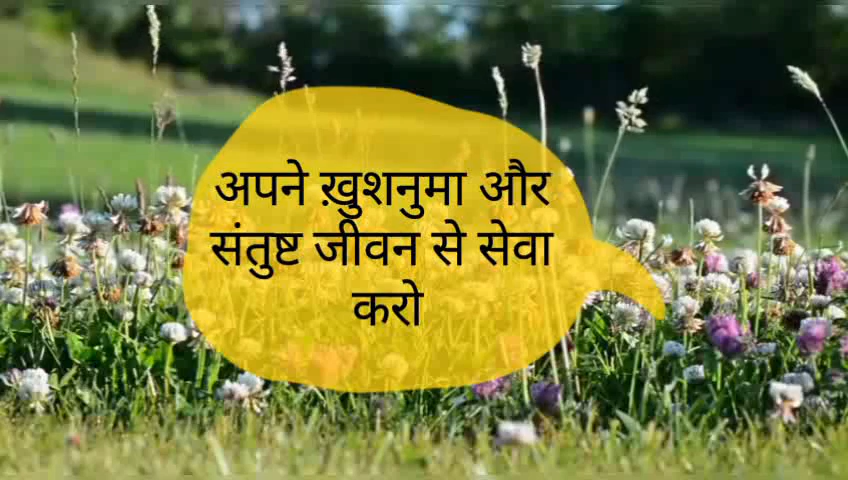 अपने ख़ुशनुमा और
संतुष्ट जीवन से सेवा
करो